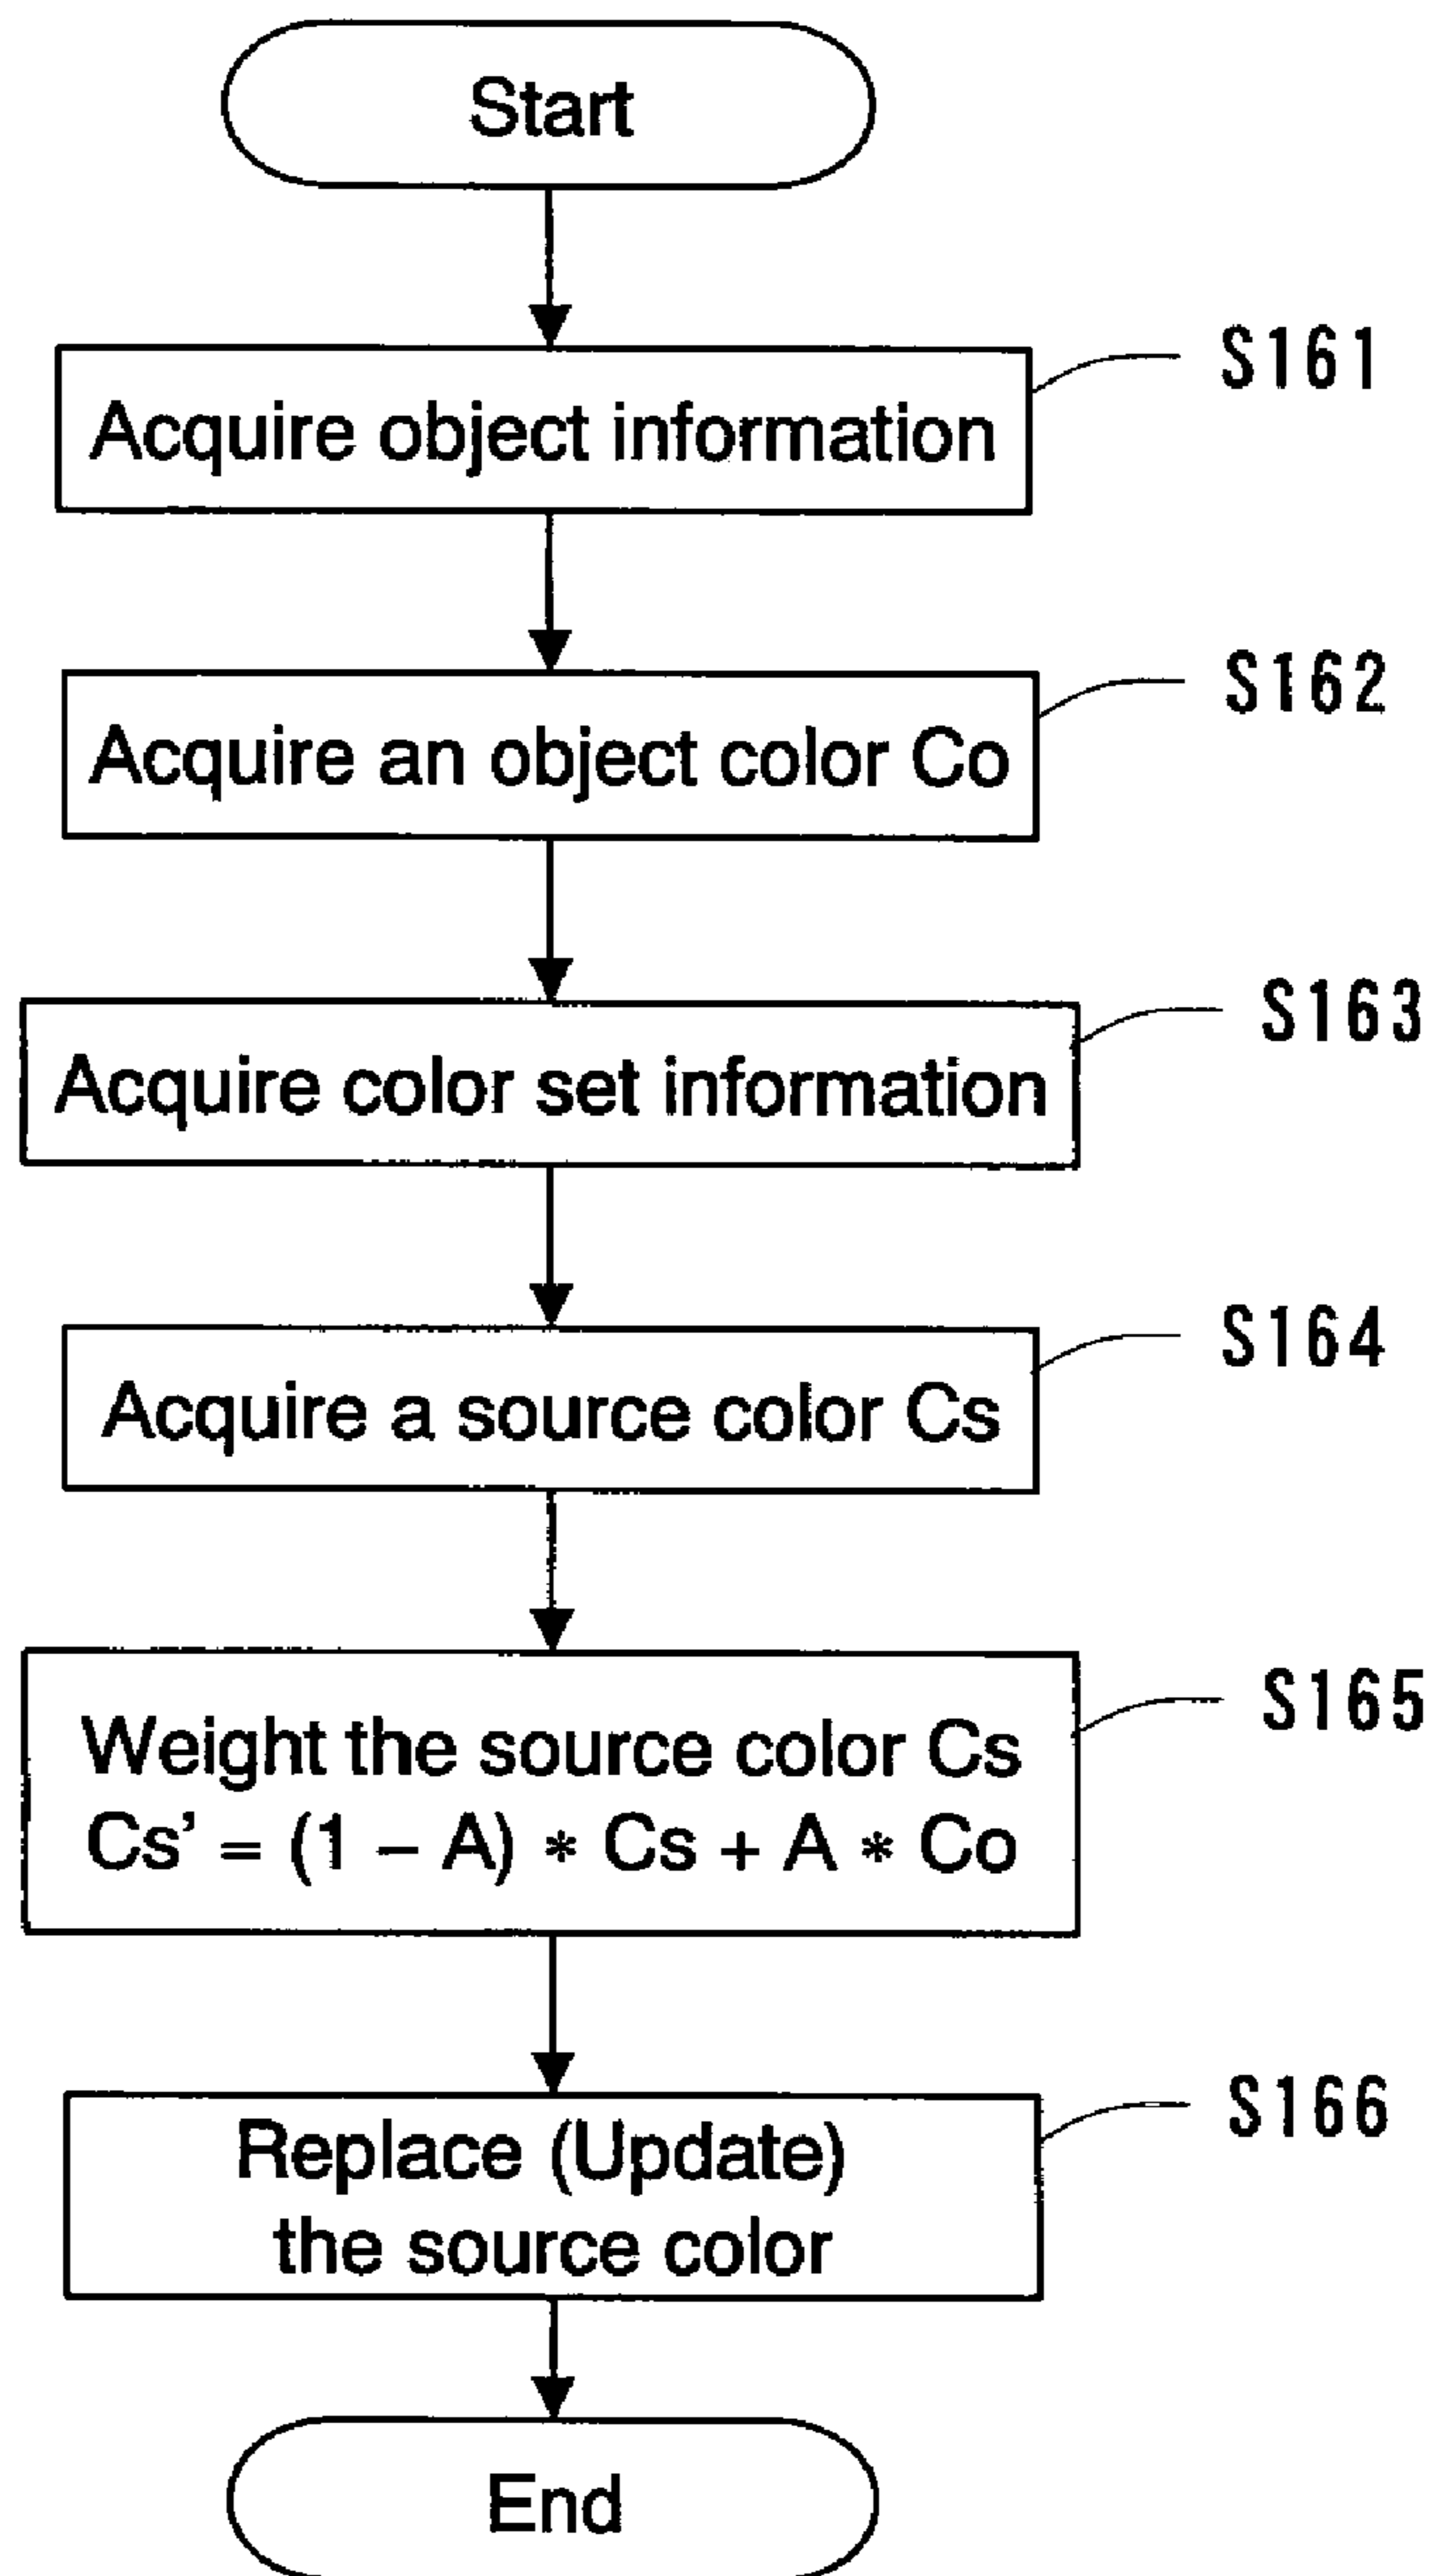 Start
Acquire object information
S161
Acquire an object color Co
S162
Acquire color set information
S163
Acquire a source color Cs
S164
Weight the source color Cs
Cs’ = (1 – A) * Cs + A * Co
S165
Replace (Update)
the source color
S166
End